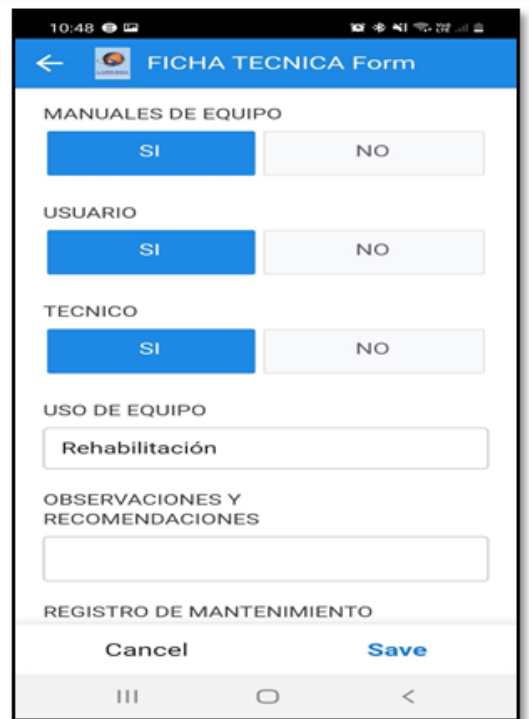 10:48
FICHA TECNICA Form
MANUALES DE EQUIPO
SI NO
USUARIO
SI NO
TECNICO
SI NO
USO DE EQUIPO
Rehabilitación
OBSERVACIONES Y
RECOMENDACIONES
REGISTRO DE MANTENIMIENTO
Cancel Save